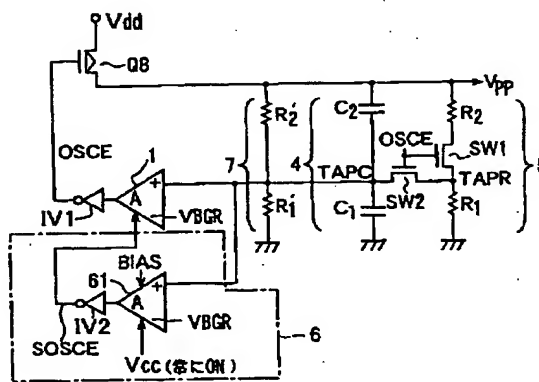 Vdd
Q8
VPP
OSCE
1
IV1
A
+
VBGR
7
R2'
R1'
4
C2
C1
TAPC
OSCE
SW2
R2
SW1
TAPR
R1
BIAS
61
A
+
IV2
VBGR
SOSCE
VCC (常にON)
6